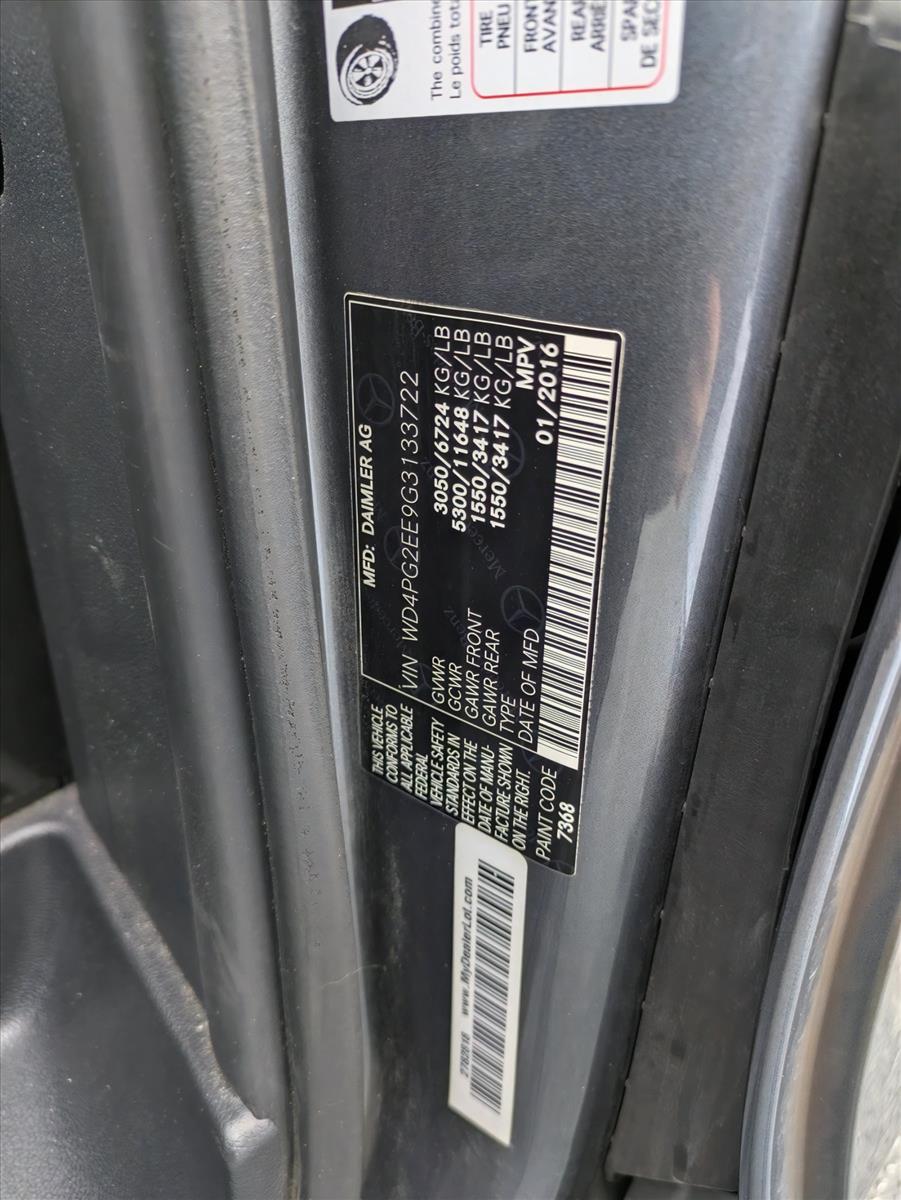 The combine
Le poids tota
TIRE
PNEU
FRONT
AVANT
REAR
ARRIÈ
SPAR
DE SEC
MFD: DAIMLER AG
VIN WD4PG2EE9G3133722
GVWR 3050/6724 KG/LB
GCWR 5300/11648 KG/LB
GAWR FRONT 1550/3417 KG/LB
GAWR REAR 1550/3417 KG/LB
TYPE MPV
DATE OF MFD 01/2016
THIS VEHICLE
CONFORMS TO
ALL APPLICABLE
FEDERAL
VEHICLE SAFETY
STANDARDS IN
EFFECT ON THE
DATE OF MANU-
FACTURE SHOWN
ON THE RIGHT.
PAINT CODE
7368
www.MyDealerLot.com